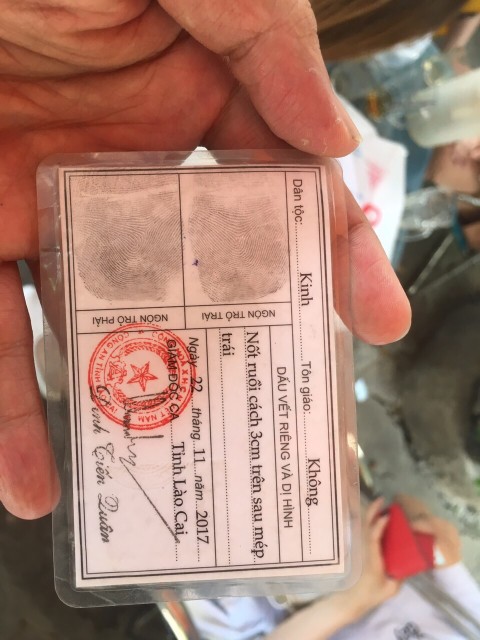 Dân tộc: Kinh Tôn giáo: Không
NGÓN TRỎ TRÁI
NGÓN TRỎ PHẢI
DẤU VẾT RIÊNG VÀ DỊ HÌNH
Nốt ruồi cách 3cm trên sau mép
trái
Ngày 22 tháng 11 năm 2017
GIÁM ĐỐC CA Tỉnh Lào Cai
Đinh Tiến Quân